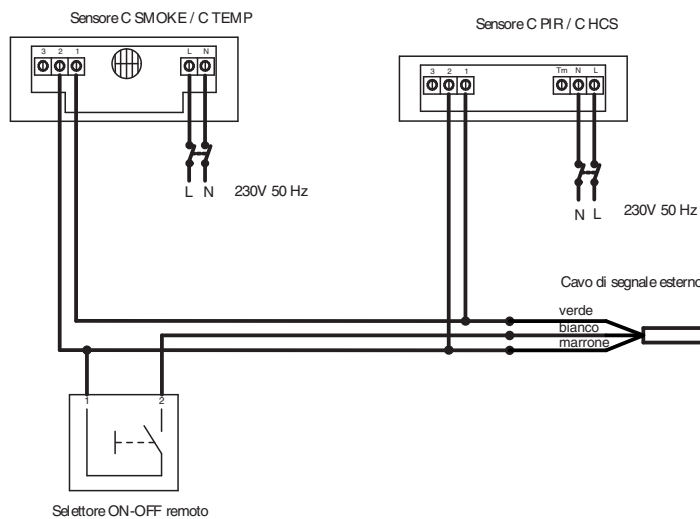 Sensore C SMOKE / C TEMP
Sensore C PIR / C HCS
3 2 1
L N
3 2 1
Tm N L
L N
230V 50 Hz
N L
230V 50 Hz
Cavo di segnale esterno
verde
bianco
marrone
1 2
Selettore ON-OFF remoto